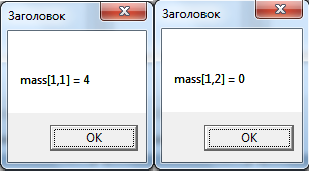 Заголовок
mass[1,1] = 4
OK
Заголовок
mass[1,2] = 0
OK